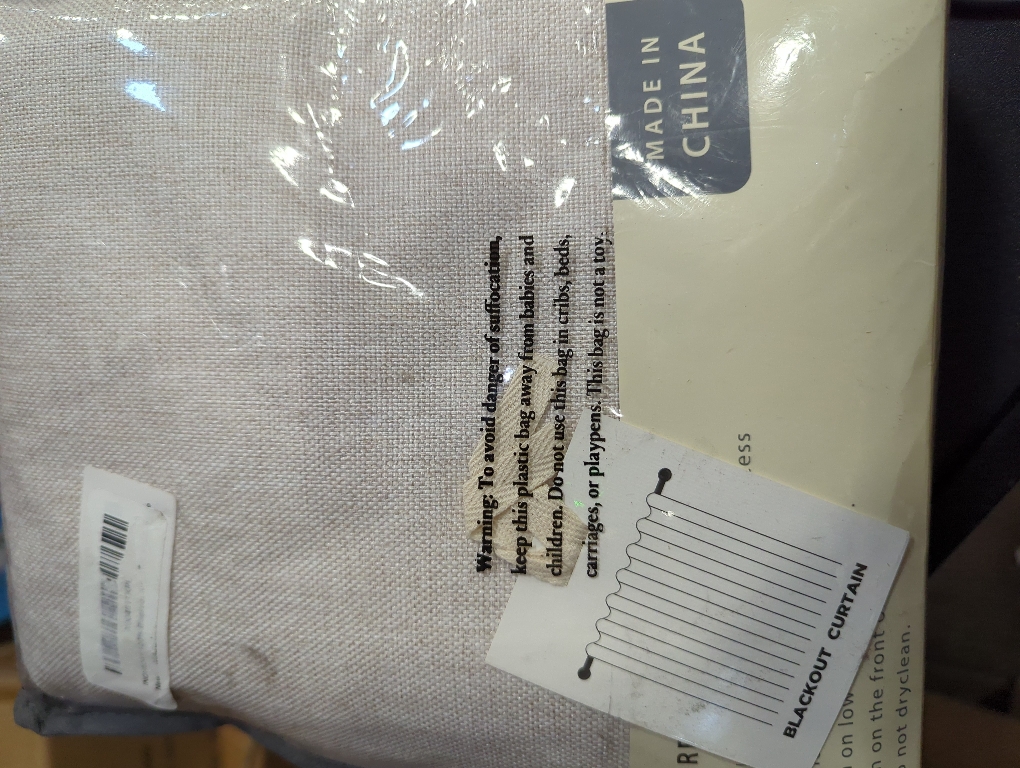 MADE IN
CHINA
Warning: To avoid danger of suffocation,
keep this plastic bag away from babies and
children. Do not use this bag in cribs, beds,
carriages, or playpens. This bag is not a toy.
BLACKOUT CURTAIN
ess
R
on low
n on the front
not dryclean.